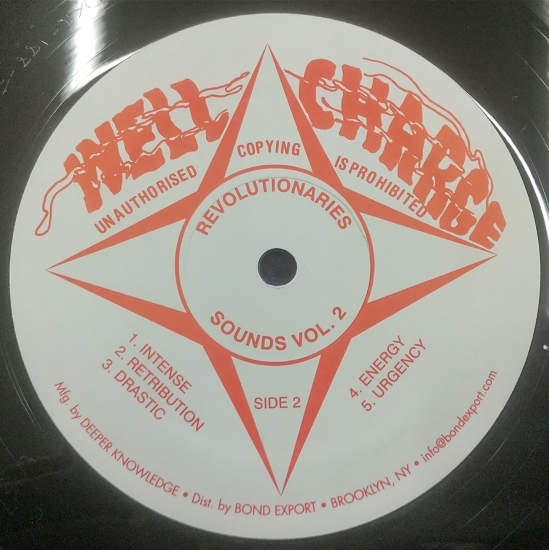 WELL CHARGE
UNAUTHORISED COPYING IS PROHIBITED
REVOLUTIONARIES
SOUNDS VOL. 2
1. INTENSE
2. RETRIBUTION
3. DRASTIC
4. ENERGY
5. URGENCY
SIDE 2
Mfg. by DEEPER KNOWLEDGE • Dist. by BOND EXPORT • BROOKLYN, NY • info@bondexport.com